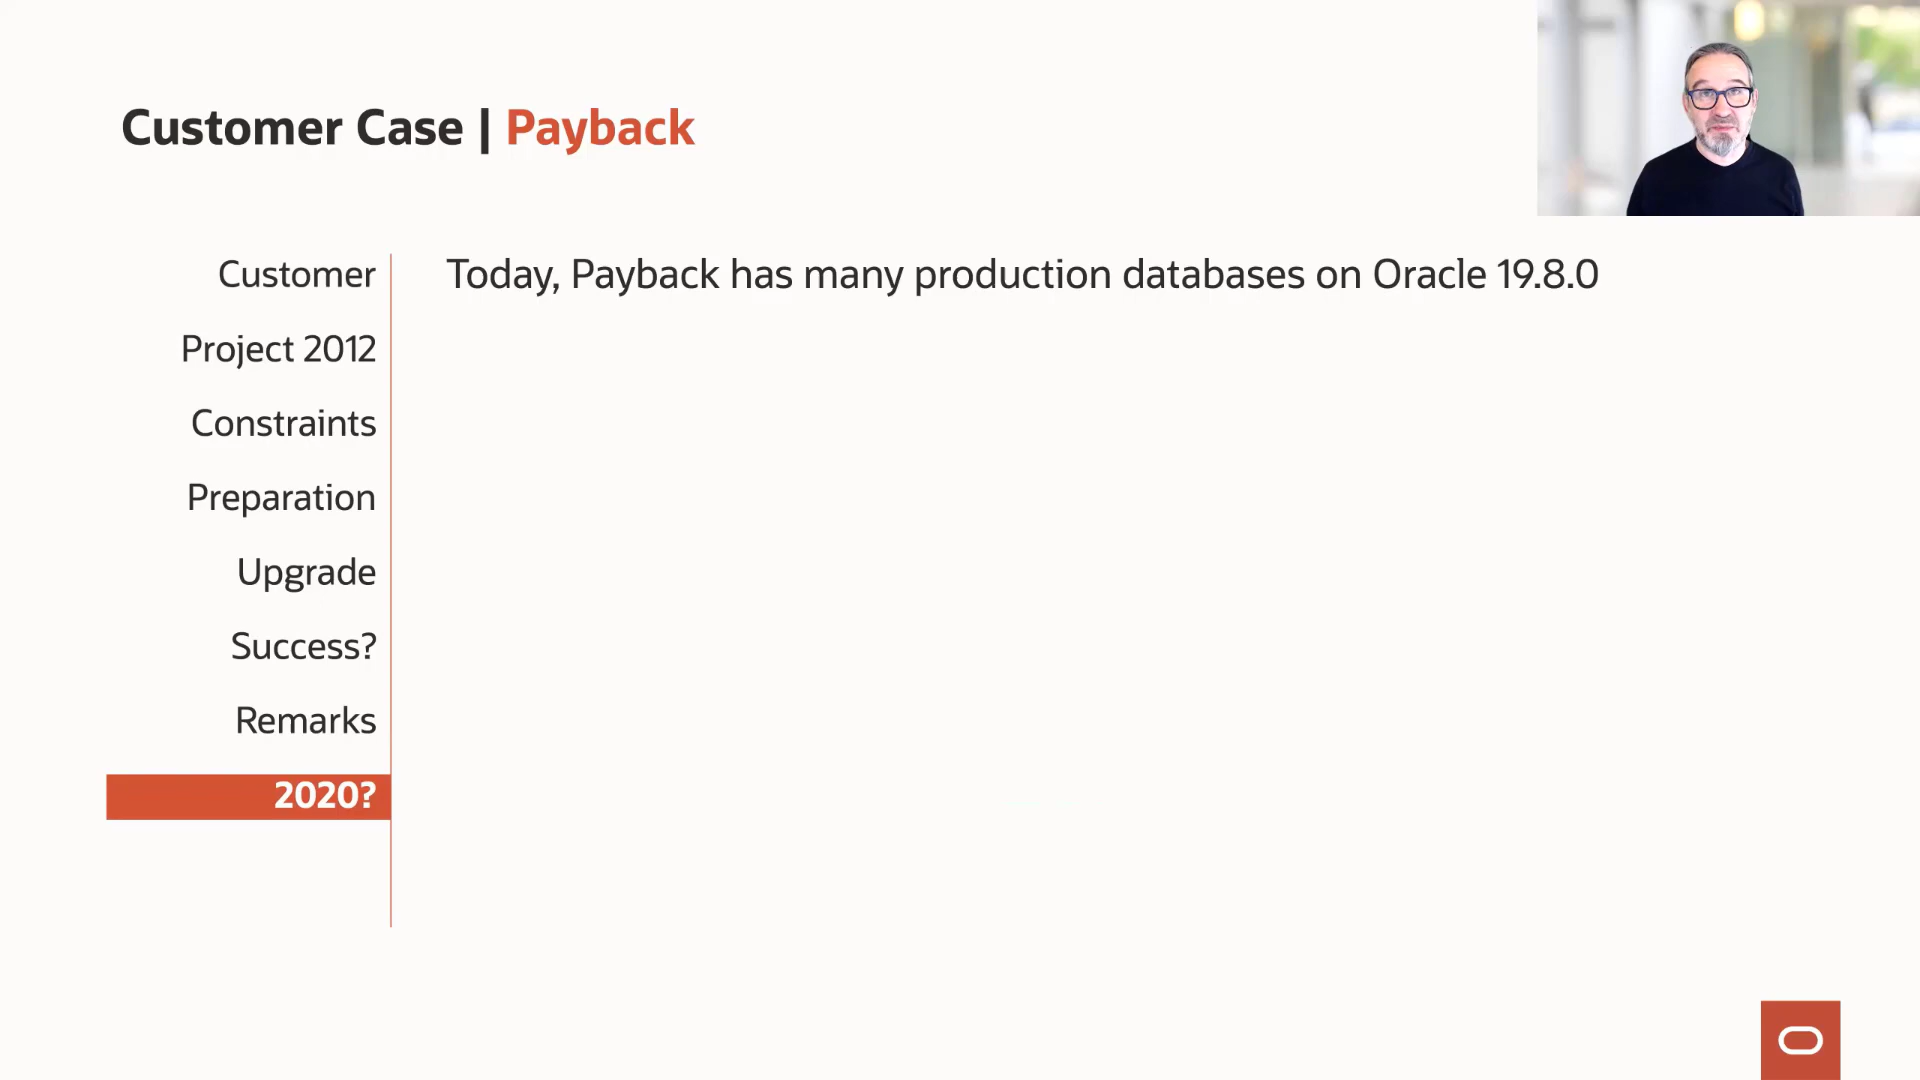 Customer Case | Payback
Customer
Today, Payback has many production databases on Oracle 19.8.0
Project 2012
Constraints
Preparation
Upgrade
Success?
Remarks
2020?